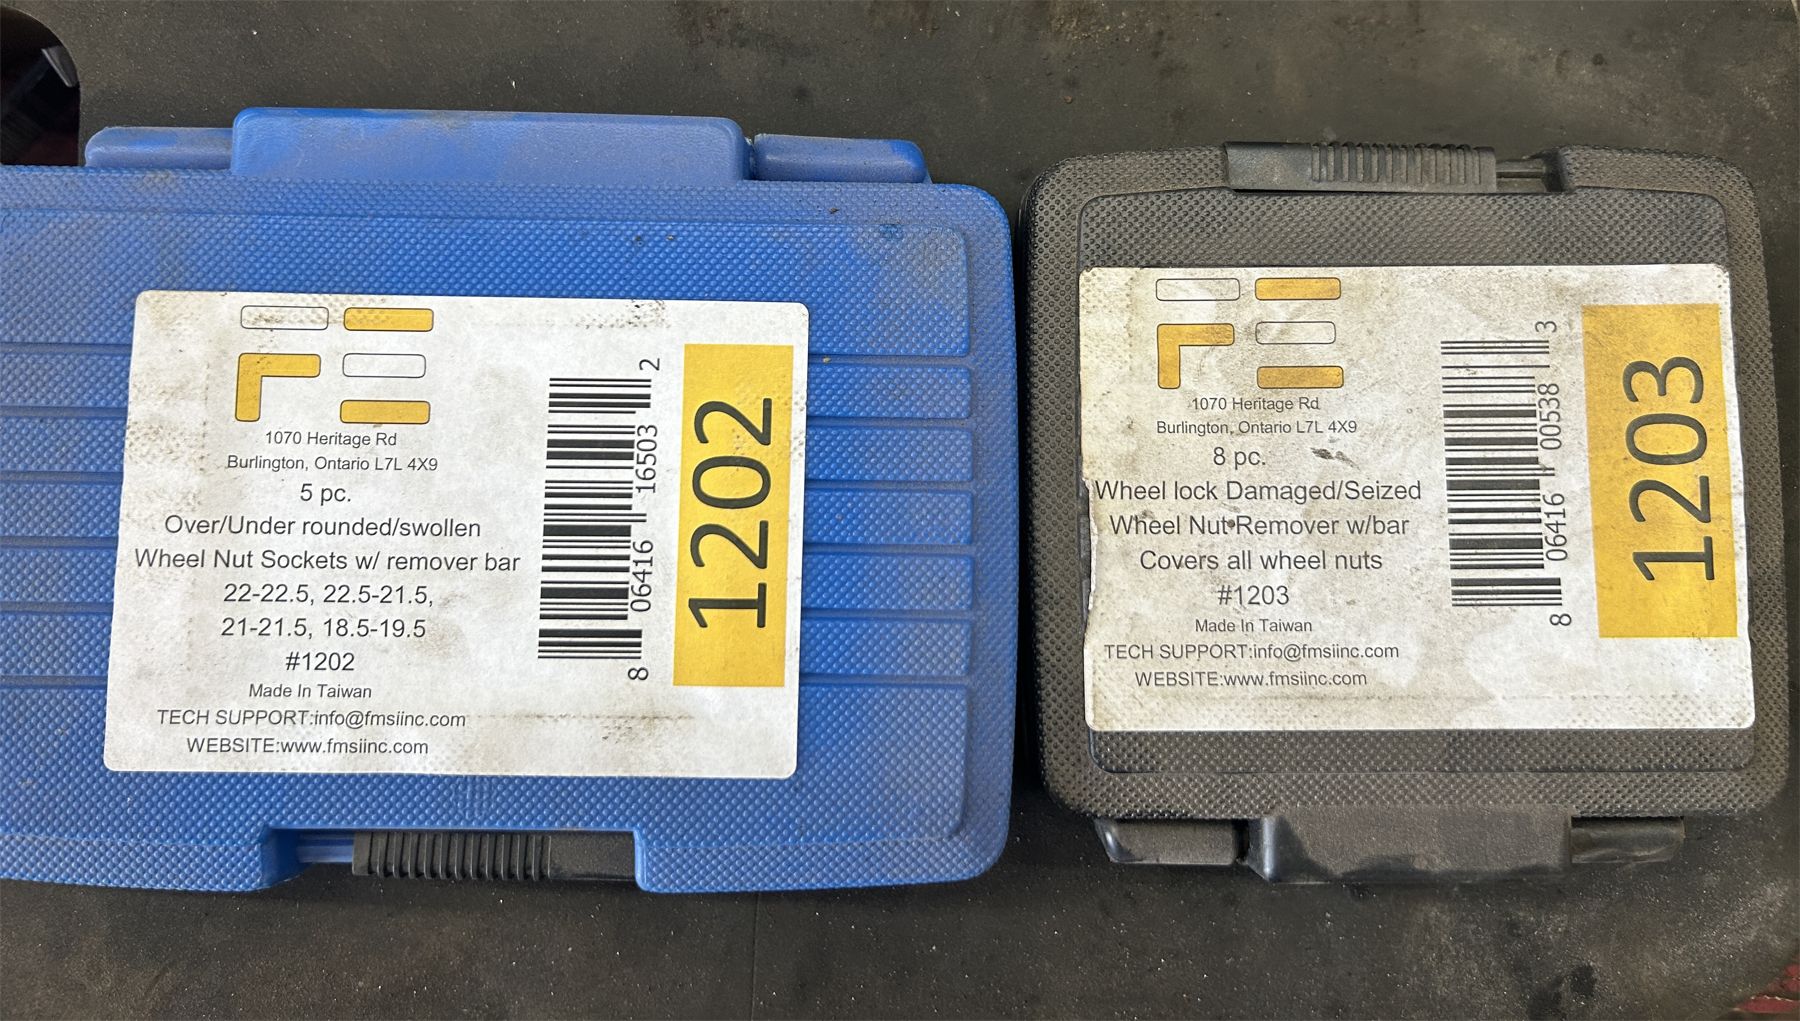 1070 Heritage Rd
Burlington, Ontario L7L 4X9
5 pc.
Over/Under rounded/swollen
Wheel Nut Sockets w/ remover bar
22-22.5, 22.5-21.5,
21-21.5, 18.5-19.5
#1202
Made In Taiwan
TECH SUPPORT:info@fmsiinc.com
WEBSITE:www.fmsiinc.com
8 06416 16503 2
1202
1070 Heritage Rd
Burlington, Ontario L7L 4X9
8 pc.
Wheel lock Damaged/Seized
Wheel Nut Remover w/bar
Covers all wheel nuts
#1203
Made In Taiwan
TECH SUPPORT:info@fmsiinc.com
WEBSITE:www.fmsiinc.com
8 06416 00538 3
1203